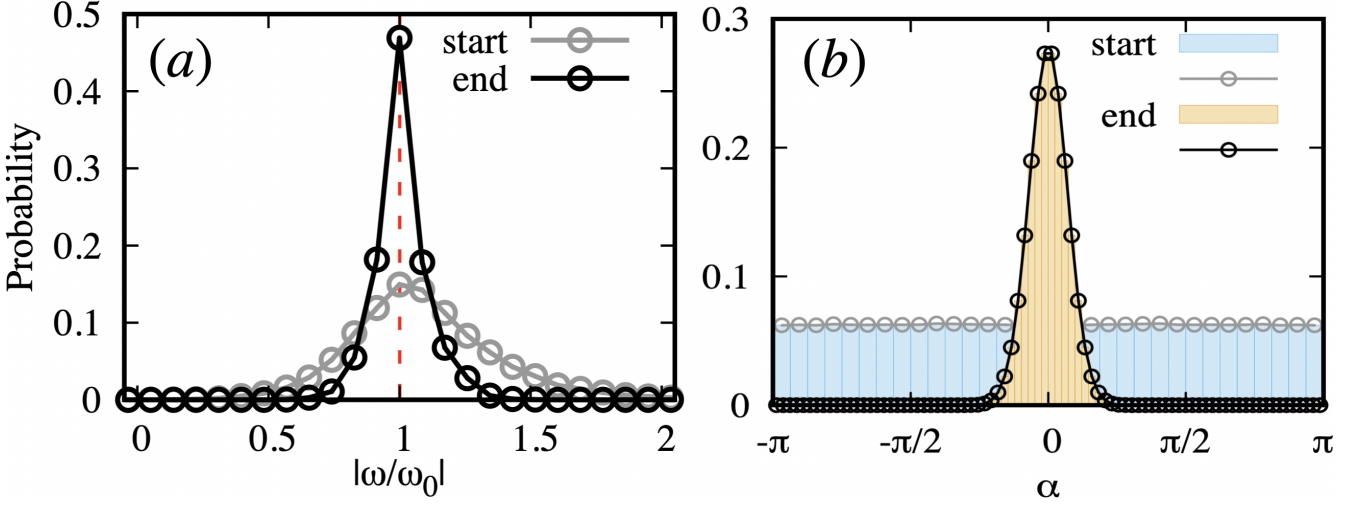 (a)
start
end
Probability
0.5
0.4
0.3
0.2
0.1
0
0 0.5 1 1.5 2
|ω/ω0|
(b)
start
end
0.3
0.2
0.1
0
-π -π/2 0 π/2 π
α